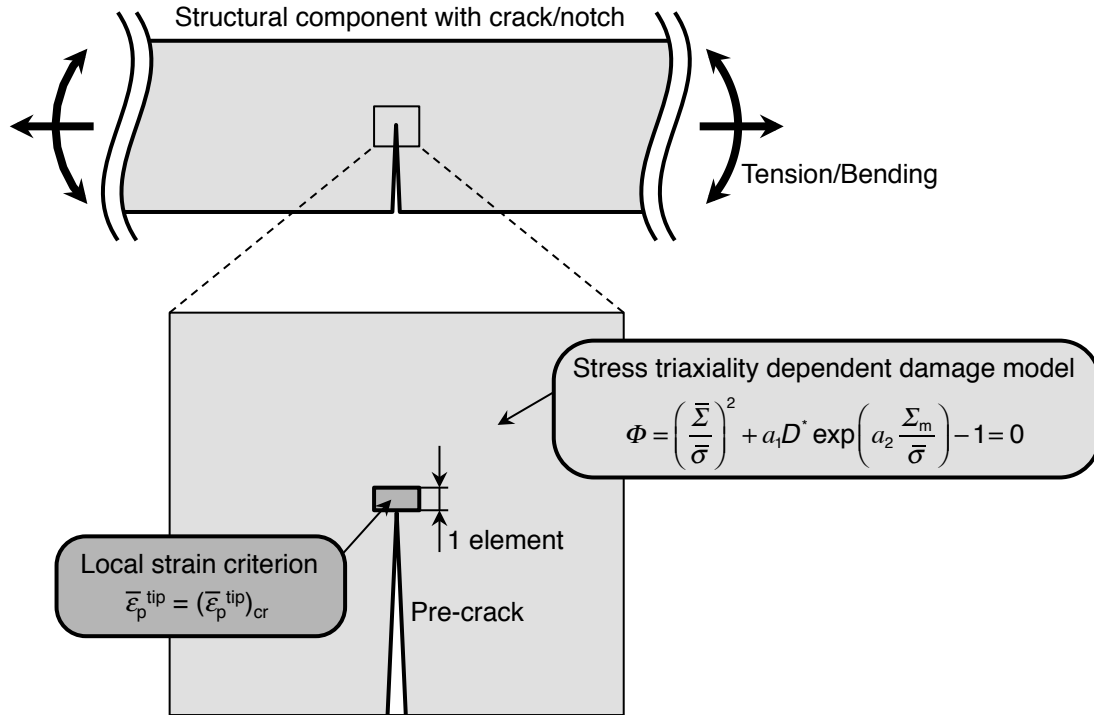 Structural component with crack/notch
Tension/Bending
Stress triaxiality dependent damage model
Φ = (Σ̅/σ̅)² + a₁D* exp(a₂ Σₘ/σ̅) − 1 = 0
1 element
Local strain criterion
ε̅ₚᵗⁱᵖ = (ε̅ₚᵗⁱᵖ)cr
Pre-crack